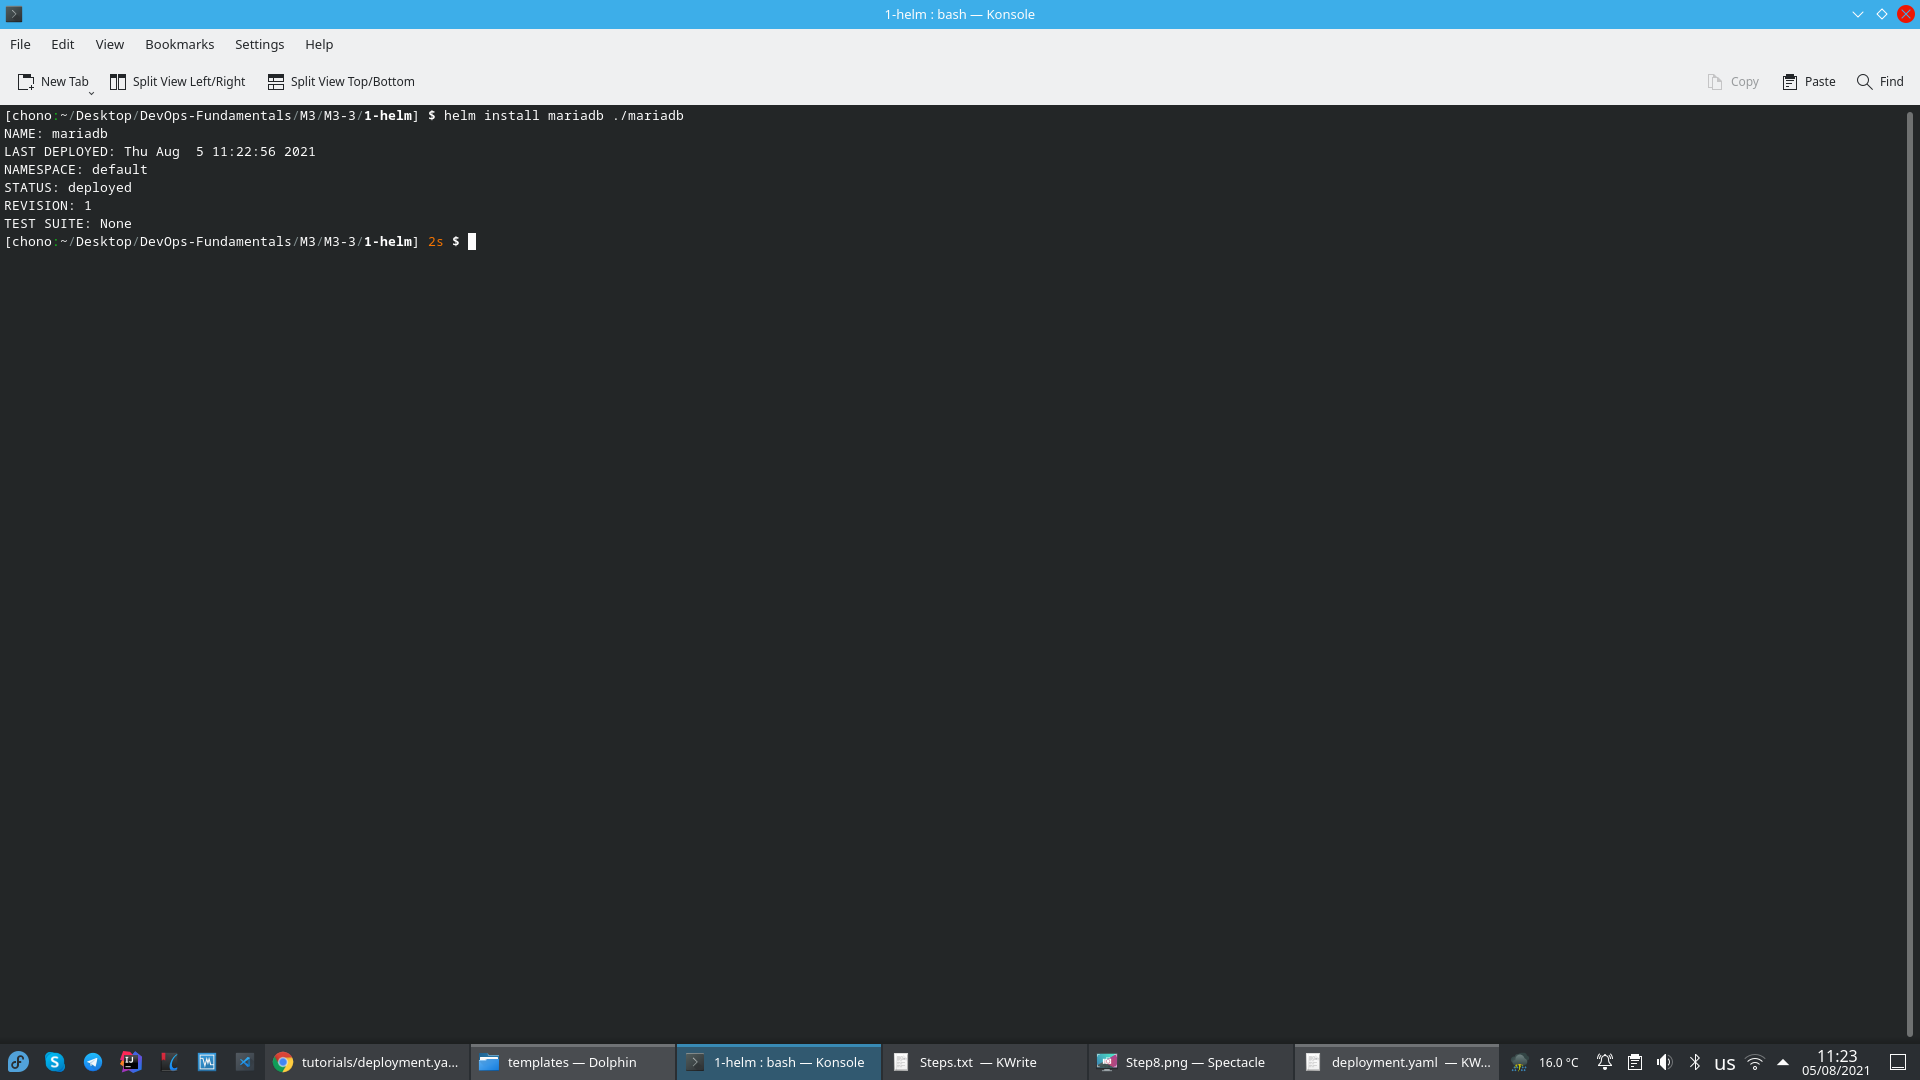 1-helm : bash — Konsole
File Edit View Bookmarks Settings Help
New Tab Split View Left/Right Split View Top/Bottom Copy Paste Find
[chono:~/Desktop/DevOps-Fundamentals/M3/M3-3/1-helm] $ helm install mariadb ./mariadb
NAME: mariadb
LAST DEPLOYED: Thu Aug  5 11:22:56 2021
NAMESPACE: default
STATUS: deployed
REVISION: 1
TEST SUITE: None
[chono:~/Desktop/DevOps-Fundamentals/M3/M3-3/1-helm] 2s $
tutorials/deployment.ya... templates — Dolphin 1-helm : bash — Konsole Steps.txt — KWrite Step8.png — Spectacle deployment.yaml — KW... 16.0 °C us 11:23
05/08/2021